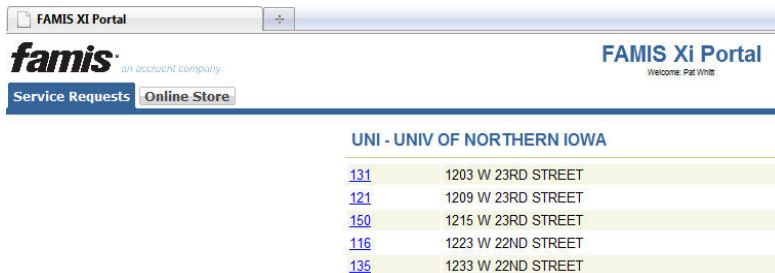 FAMIS XI Portal
famis an accruent company
FAMIS Xi Portal
Welcome: Pat Whitt
Service Requests Online Store
UNI - UNIV OF NORTHERN IOWA
131 1203 W 23RD STREET
121 1209 W 23RD STREET
150 1215 W 23RD STREET
116 1223 W 22ND STREET
135 1233 W 22ND STREET